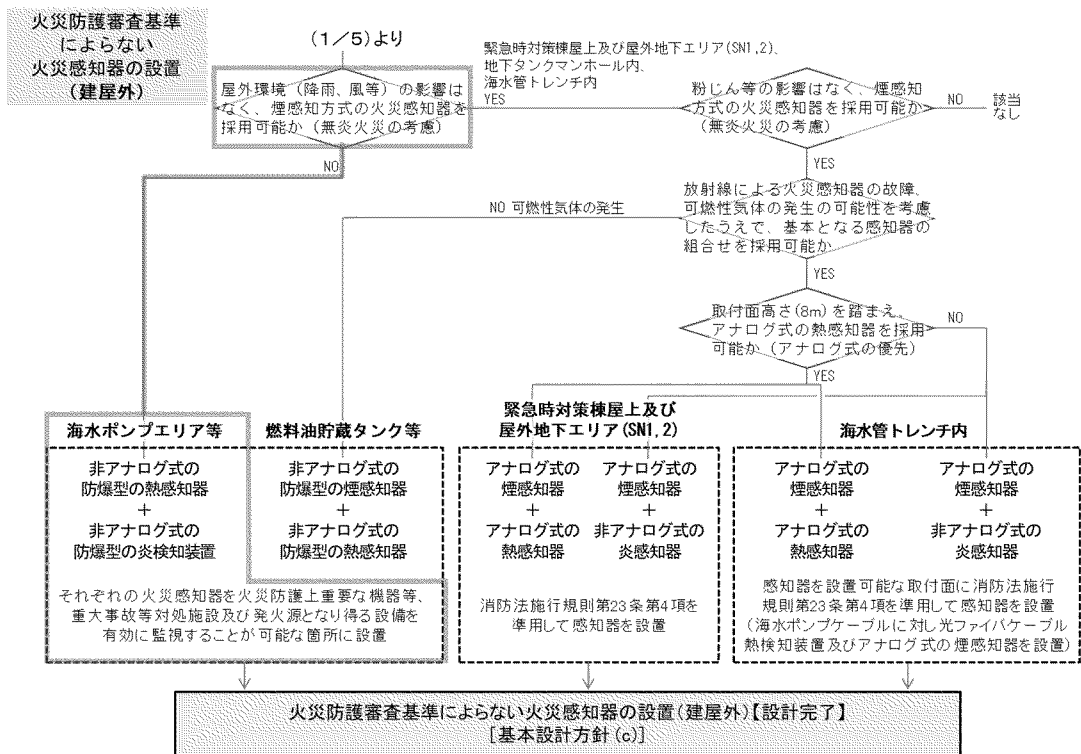 火災防護審査基準
によらない
火災感知器の設置
(建屋外)
(1/5)より
屋外環境(降雨、風等)の影響は
なく、煙感知方式の火災感知器を
採用可能か(無炎火災の考慮)
緊急時対策棟屋上及び屋外地下エリア(SN1,2)、
地下タンクマンホール内、
海水管トレンチ内
YES
粉じん等の影響はなく、煙感知
方式の火災感知器を採用可能か
(無炎火災の考慮)
NO
該当
なし
NO
YES
放射線による火災感知器の故障、
可燃性気体の発生の可能性を考慮
したうえで、基本となる感知器の
組合せを採用可能か
NO 可燃性気体の発生
YES
取付面高さ(8m)を踏まえ、
アナログ式の熱感知器を採用
可能か(アナログ式の優先)
NO
YES
海水ポンプエリア等
燃料油貯蔵タンク等
緊急時対策棟屋上及び
屋外地下エリア(SN1,2)
海水管トレンチ内
非アナログ式の
防爆型の熱感知器
+
非アナログ式の
防爆型の炎検知装置
非アナログ式の
防爆型の煙感知器
+
非アナログ式の
防爆型の熱感知器
それぞれの火災感知器を火災防護上重要な機器等、
重大事故等対処施設及び発火源となり得る設備を
有効に監視することが可能な箇所に設置
アナログ式の
煙感知器
+
アナログ式の
熱感知器
アナログ式の
煙感知器
+
非アナログ式の
炎感知器
消防法施行規則第23条第4項を
準用して感知器を設置
アナログ式の
煙感知器
+
アナログ式の
熱感知器
アナログ式の
煙感知器
+
非アナログ式の
炎感知器
感知器を設置可能な取付面に消防法施行
規則第23条第4項を準用して感知器を設置
(海水ポンプケーブルに対し光ファイバケーブル
熱検知装置及びアナログ式の煙感知器を設置)
火災防護審査基準によらない火災感知器の設置(建屋外)【設計完了】
[基本設計方針(c)]